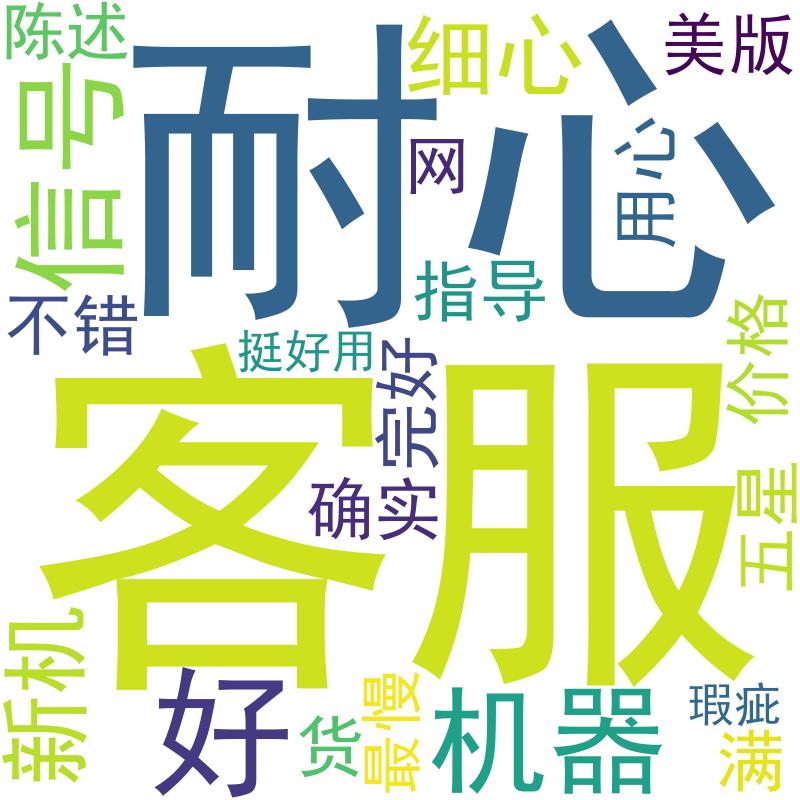 陈述
耐心
细心
美版
信号
网
用心
指导
不错
挺好用
完好
价格
客服
确实
五星
新机
好
货
最慢
机器
瑕疵
满